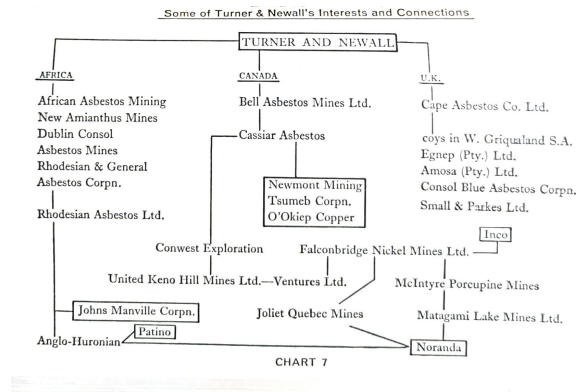 Some of Turner & Newall's Interests and Connections
TURNER AND NEWALL
AFRICA
African Asbestos Mining
New Amianthus Mines
Dublin Consol
Asbestos Mines
Rhodesian & General
Asbestos Corpn.
Rhodesian Asbestos Ltd.
CANADA
Bell Asbestos Mines Ltd.
Cassiar Asbestos
Newmont Mining
Tsumeb Corpn.
O'Okiep Copper
U.K.
Cape Asbestos Co. Ltd.
coys in W. Griqualand S.A.
Egnep (Pty.) Ltd.
Amosa (Pty.) Ltd.
Consol Blue Asbestos Corpn.
Small & Parkes Ltd.
Inco
Conwest Exploration
Falconbridge Nickel Mines Ltd.
United Keno Hill Mines Ltd.—Ventures Ltd.
McIntyre Porcupine Mines
Johns Manville Corpn.
Joliet Quebec Mines
Matagami Lake Mines Ltd.
Patino
Anglo-Huronian
Noranda
CHART 7